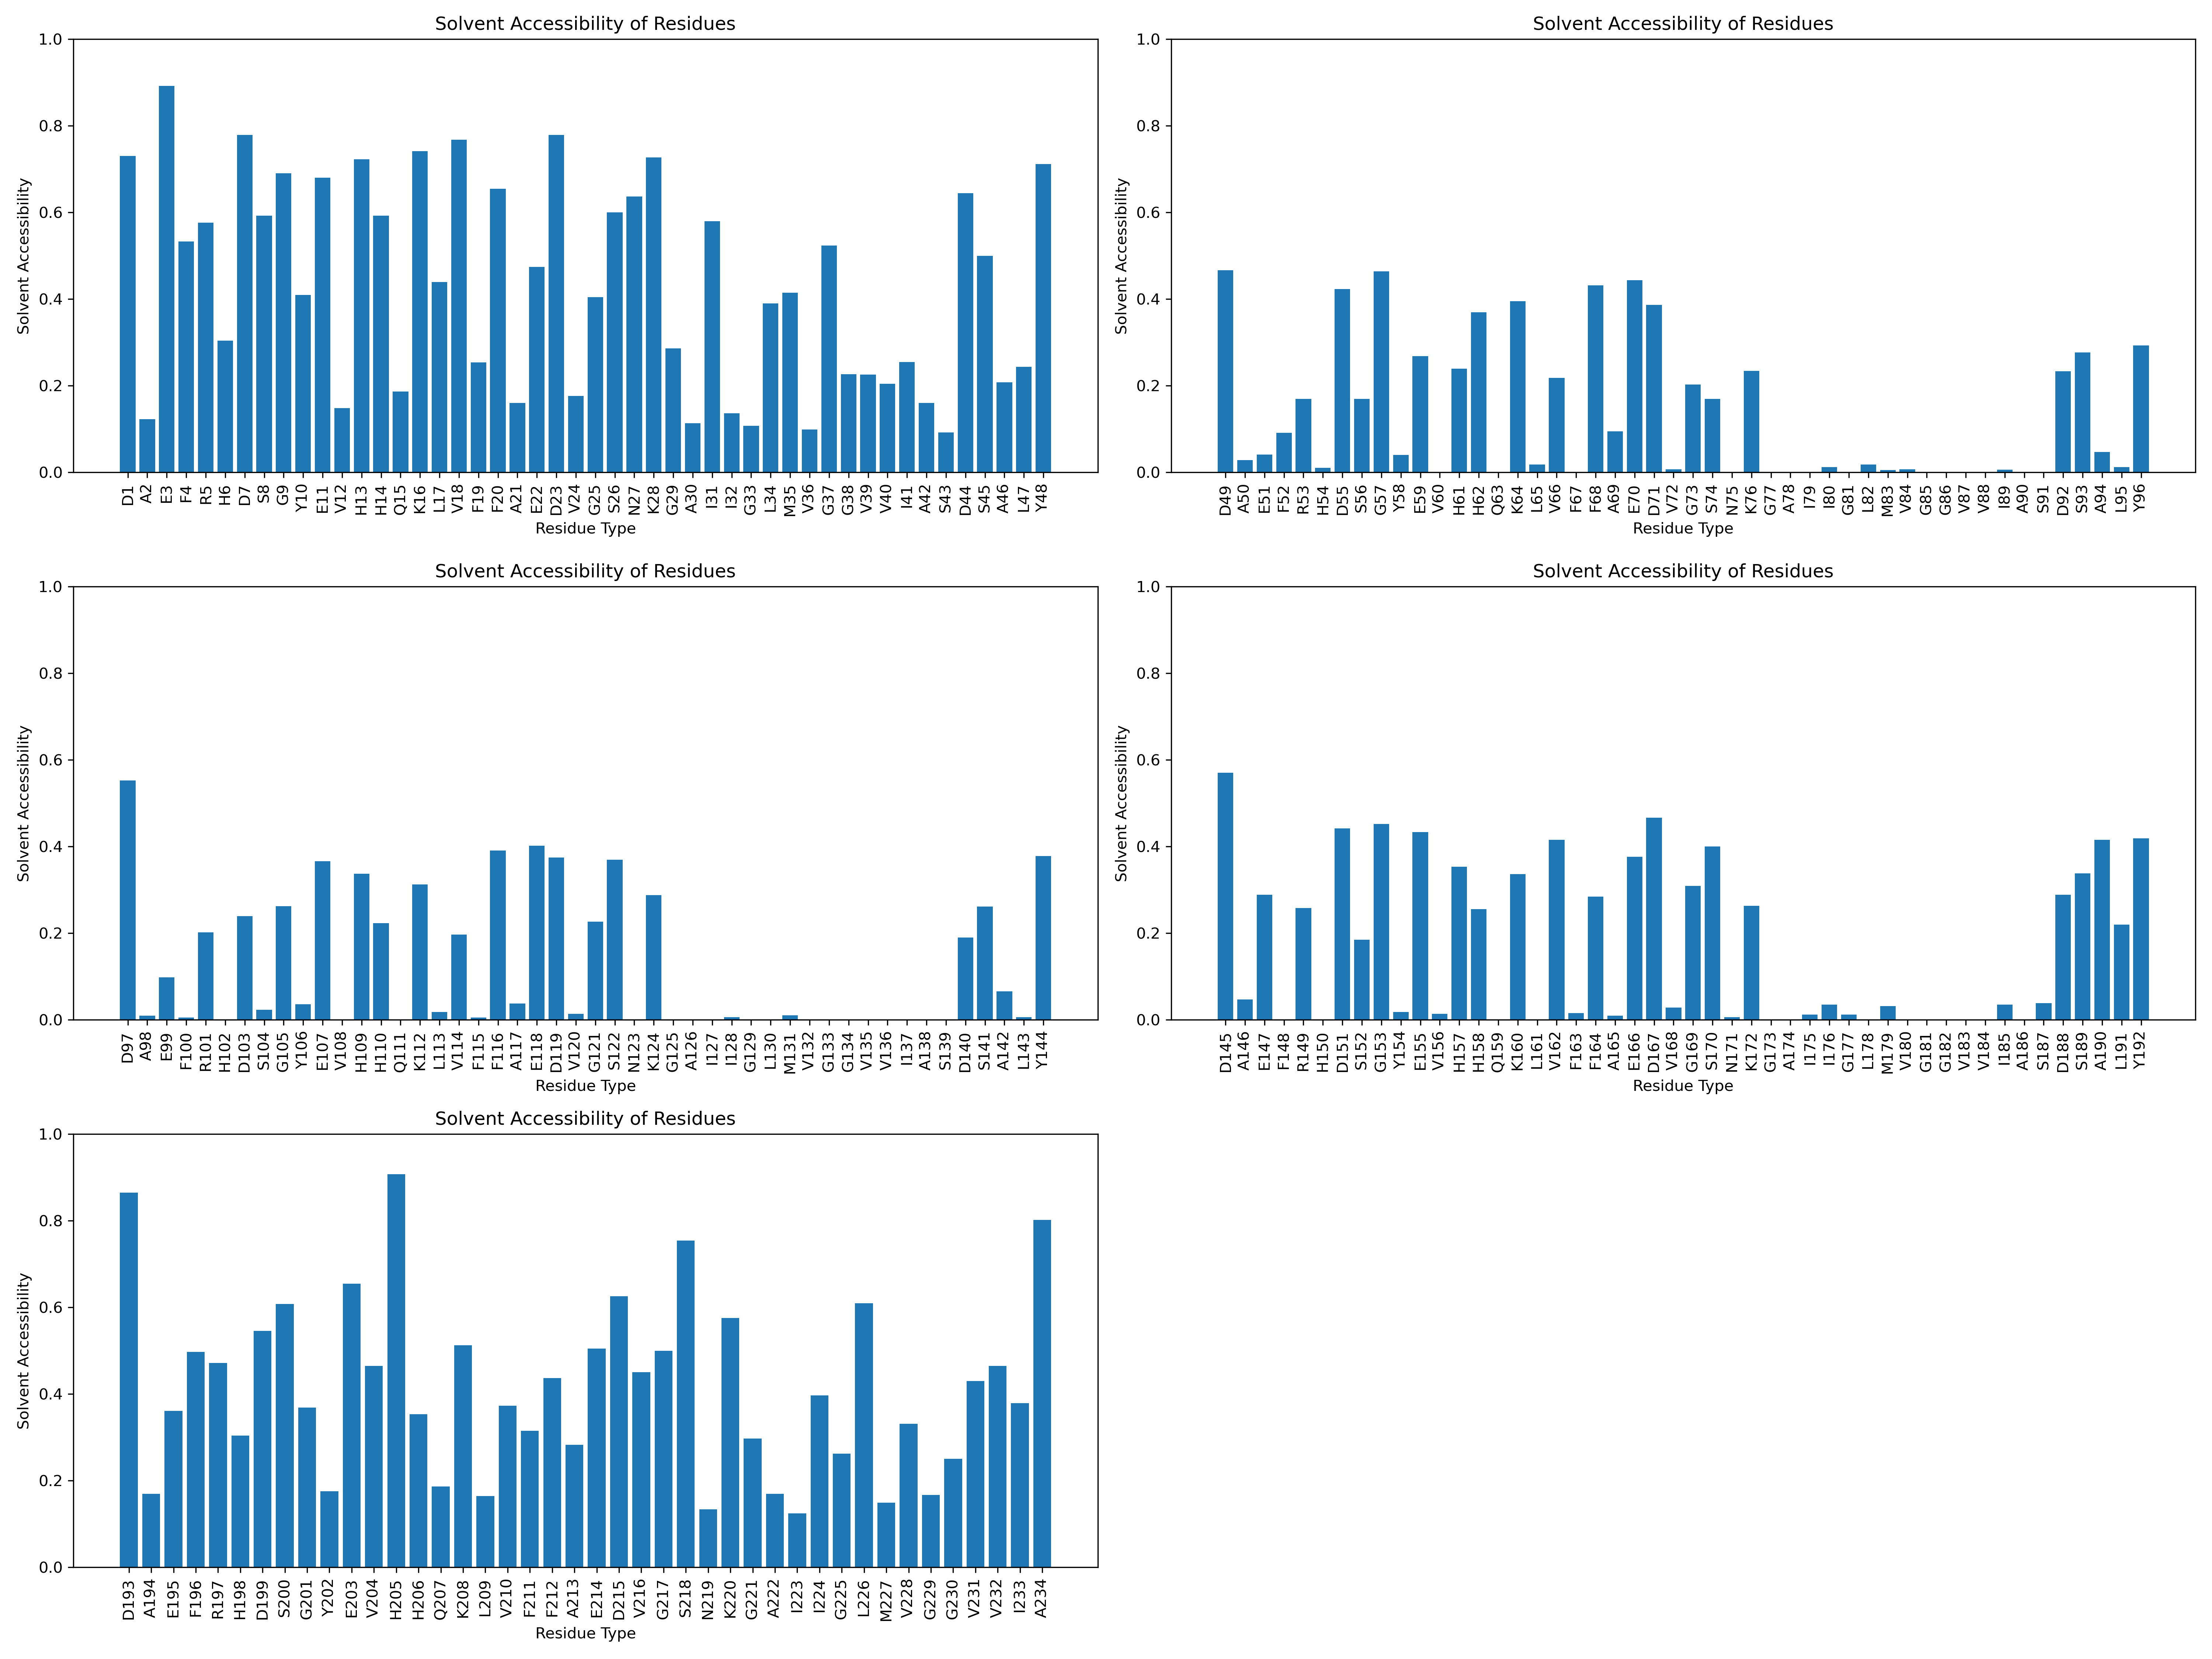 Solvent Accessibility of Residues
Solvent Accessibility
1.0
0.8
0.6
0.4
0.2
0.0
D1 A2 E3 F4 R5 H6 D7 S8 G9 Y10 E11 V12 H13 H14 Q15 K16 L17 V18 F19 F20 A21 E22 D23 V24 G25 S26 N27 K28 G29 A30 I31 I32 G33 L34 M35 V36 G37 G38 V39 V40 I41 A42 S43 D44 S45 A46 L47 Y48
Residue Type
Solvent Accessibility of Residues
Solvent Accessibility
1.0
0.8
0.6
0.4
0.2
0.0
D49 A50 E51 F52 R53 H54 D55 S56 G57 Y58 E59 V60 H61 H62 Q63 K64 L65 V66 F67 F68 A69 E70 D71 V72 G73 S74 N75 K76 G77 A78 I79 I80 G81 L82 M83 V84 G85 G86 V87 V88 I89 A90 S91 D92 S93 A94 L95 Y96
Residue Type
Solvent Accessibility of Residues
Solvent Accessibility
1.0
0.8
0.6
0.4
0.2
0.0
D97 A98 E99 F100 R101 H102 D103 S104 G105 Y106 E107 V108 H109 H110 Q111 K112 L113 V114 F115 F116 A117 E118 D119 V120 G121 S122 N123 K124 G125 A126 I127 I128 G129 L130 M131 V132 G133 G134 V135 V136 I137 A138 S139 D140 S141 A142 L143 Y144
Residue Type
Solvent Accessibility of Residues
Solvent Accessibility
1.0
0.8
0.6
0.4
0.2
0.0
D145 A146 E147 F148 R149 H150 D151 S152 G153 Y154 E155 V156 H157 H158 Q159 K160 L161 V162 F163 F164 A165 E166 D167 V168 G169 S170 N171 K172 G173 A174 I175 I176 G177 L178 M179 V180 G181 G182 V183 V184 I185 A186 S187 D188 S189 A190 L191 Y192
Residue Type
Solvent Accessibility of Residues
Solvent Accessibility
1.0
0.8
0.6
0.4
0.2
0.0
D193 A194 E195 F196 R197 H198 D199 S200 G201 Y202 E203 V204 H205 H206 Q207 K208 L209 V210 F211 F212 A213 E214 D215 V216 G217 S218 N219 K220 G221 A222 I223 I224 G225 L226 M227 V228 G229 G230 V231 V232 I233 A234
Residue Type